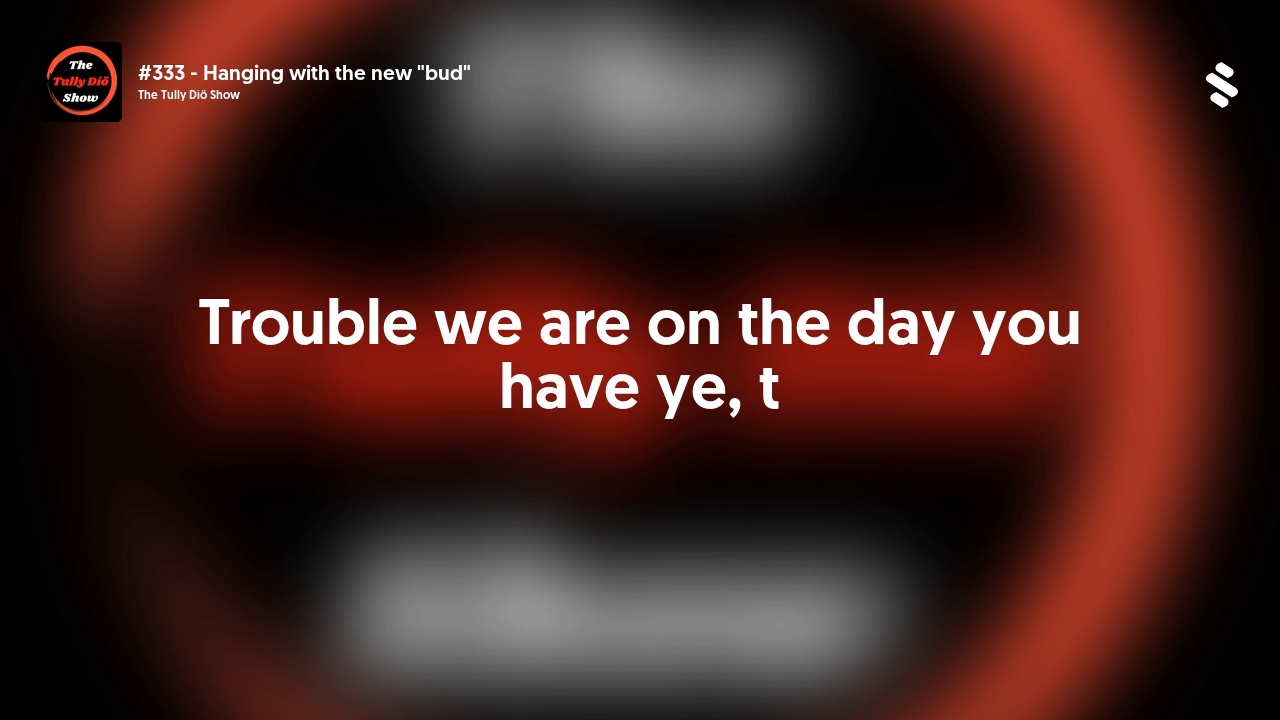 The
Tully Diö
Show
#333 - Hanging with the new "bud"
The Tully Diö Show
Trouble we are on the day you
have ye, t